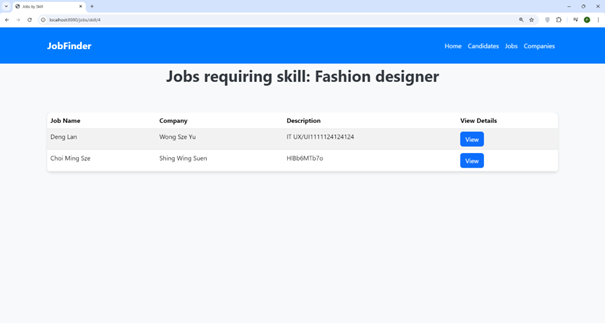 Jobs by Skill
localhost:8080/jobs/skill/4
JobFinder
Home Candidates Jobs Companies
Jobs requiring skill: Fashion designer
Job Name Company Description View Details
Deng Lan Wong Sze Yu IT UX/UI1111124124124 View
Choi Ming Sze Shing Wing Suen HlBb6MTb7o View